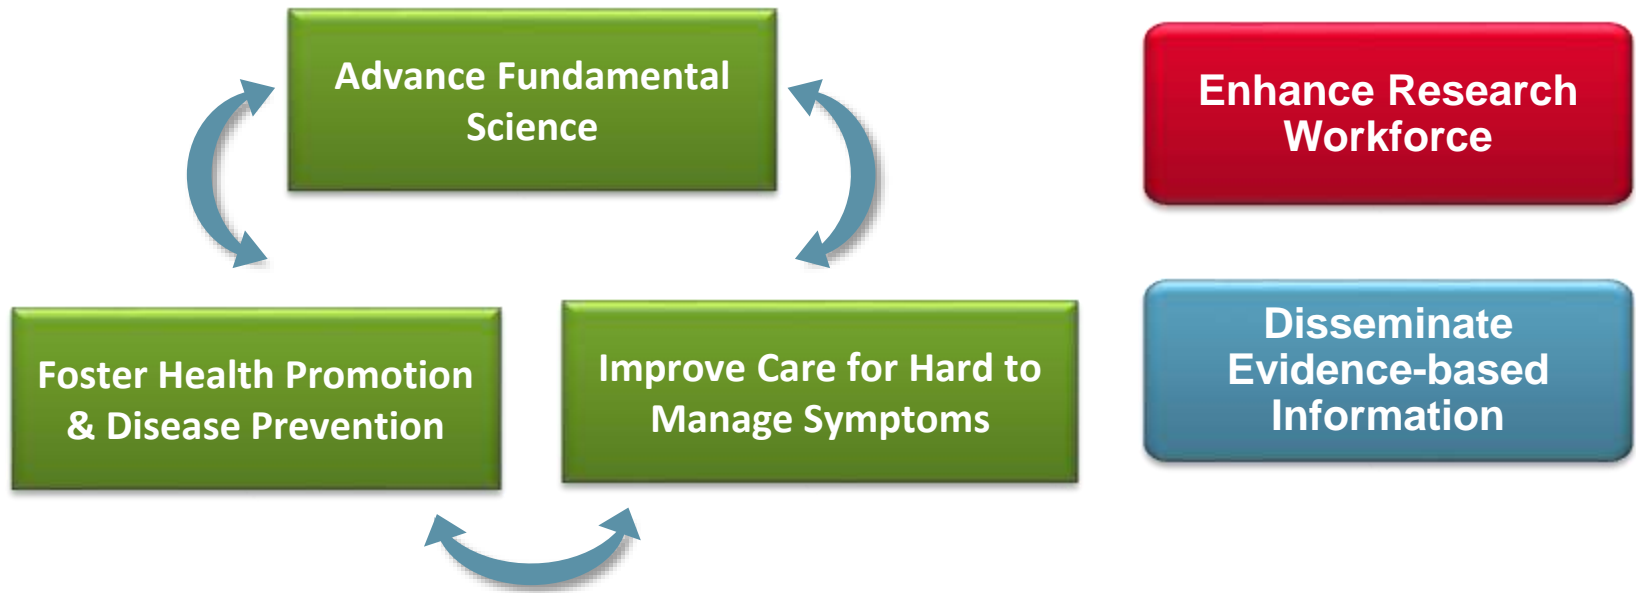 Advance Fundamental
Science
Enhance Research
Workforce
Foster Health Promotion
& Disease Prevention
Improve Care for Hard to
Manage Symptoms
Disseminate
Evidence-based
Information